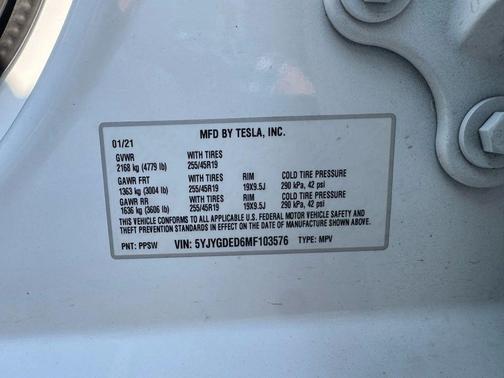 MFD BY TESLA, INC.
01/21
GVWR WITH TIRES
2168 kg (4779 lb) 255/45R19
GAWR FRT WITH TIRES RIM COLD TIRE PRESSURE
1363 kg (3004 lb) 255/45R19 19X9.5J 290 kPa, 42 psi
GAWR RR WITH TIRES RIM COLD TIRE PRESSURE
1636 kg (3606 lb) 255/45R19 19X9.5J 290 kPa, 42 psi
THIS VEHICLE CONFORMS TO ALL APPLICABLE U.S. FEDERAL MOTOR VEHICLE SAFETY AND
THEFT PREVENTION STANDARDS IN EFFECT ON THE DATE OF MANUFACTURE SHOWN ABOVE.
PNT: PPSW VIN: 5YJYGDED6MF103576 TYPE: MPV